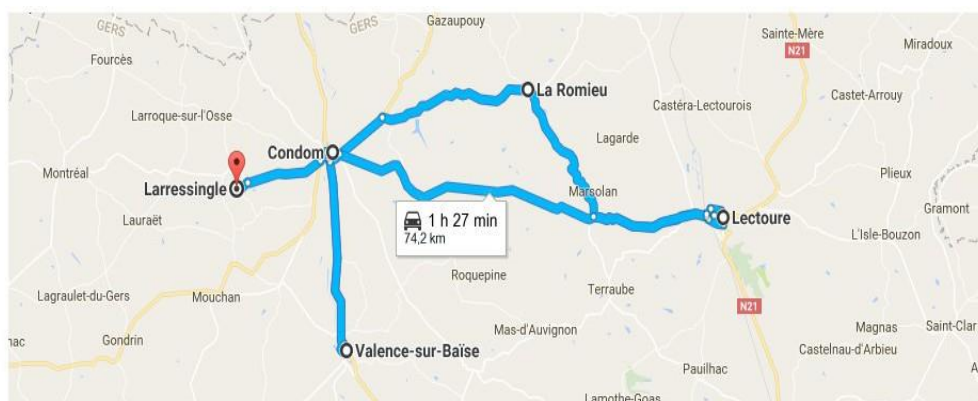 GERS
GERS
Gazaupouy
Sainte-Mère
N21
Miradoux
Fourcès
La Romieu
Castéra-Lectourois
Castet-Arrouy
Larroque-sur-l'Osse
Lagarde
Condom
Montréal
Larressingle
Marsolan
Plieux
Lauraët
Lectoure
Gramont
1 h 27 min
74,2 km
L'Isle-Bouzon
Roquepine
Terraube
Lagraulet-du-Gers
Mouchan
N21
Mas-d'Auvignon
Magnas
Saint-Clar
nac
Gondrin
Valence-sur-Baïse
Castelnau-d'Arbieu
Pauilhac
A
Lamothe-Goas